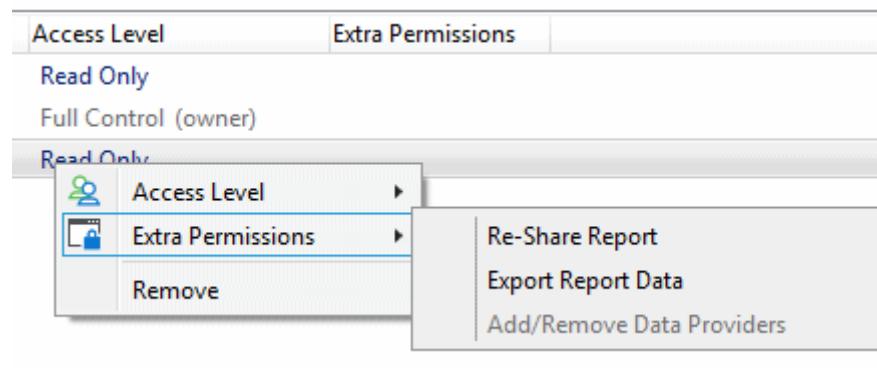 Access Level Extra Permissions
Read Only
Full Control (owner)
Read Only
Access Level
Extra Permissions
Remove
Re-Share Report
Export Report Data
Add/Remove Data Providers